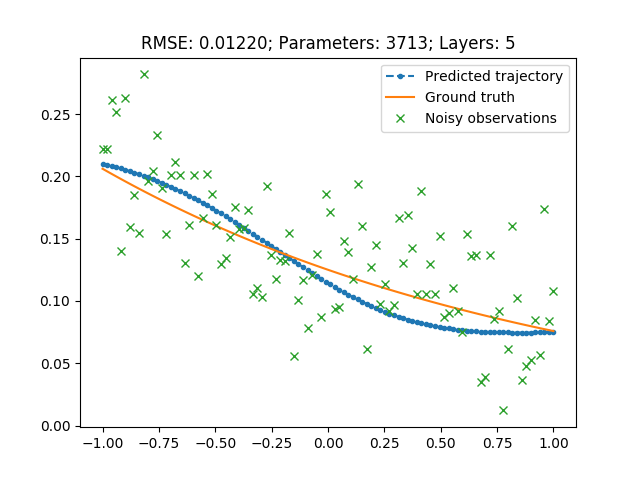 RMSE: 0.01220; Parameters: 3713; Layers: 5
Predicted trajectory
Ground truth
Noisy observations
0.25
0.20
0.15
0.10
0.05
0.00
−1.00 −0.75 −0.50 −0.25 0.00 0.25 0.50 0.75 1.00